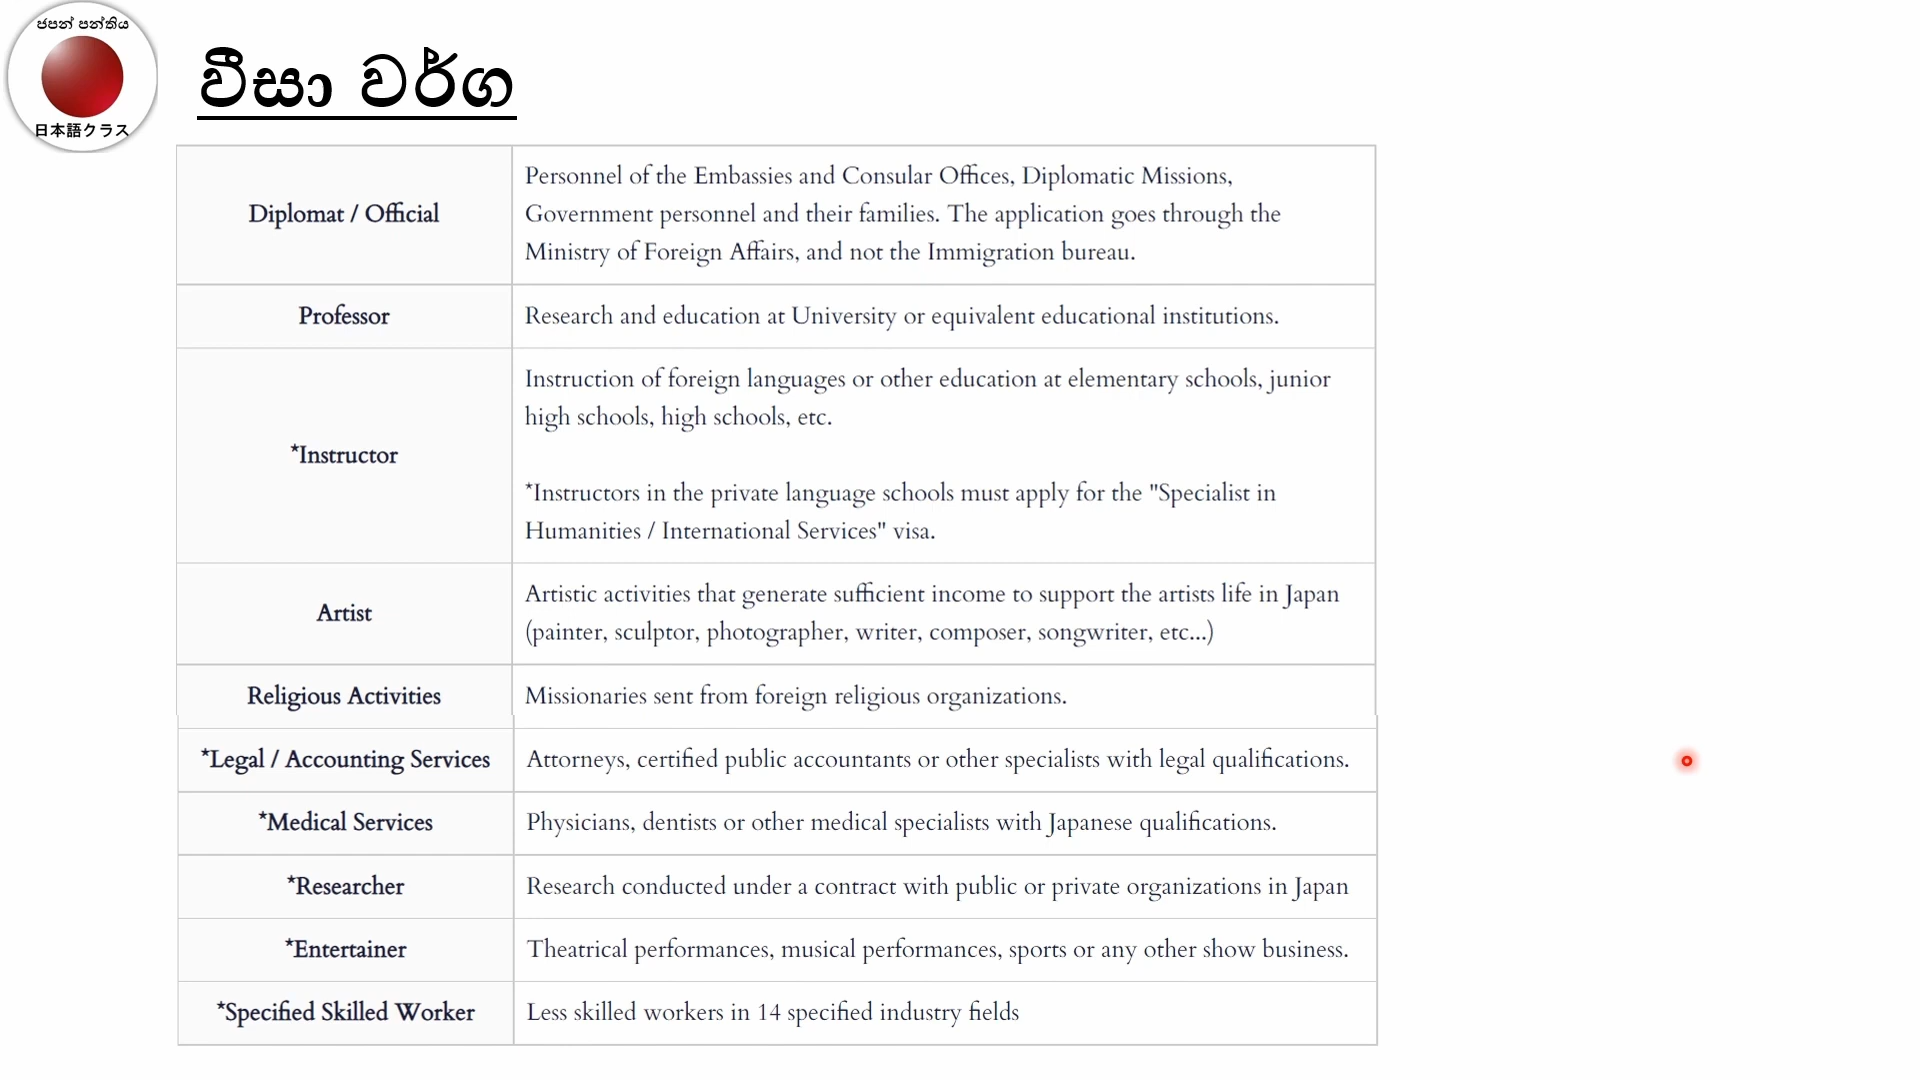 ජපන් පන්තිය
日本語クラス
වීසා වර්ග
Diplomat / Official
Personnel of the Embassies and Consular Offices, Diplomatic Missions,
Government personnel and their families. The application goes through the
Ministry of Foreign Affairs, and not the Immigration bureau.
Professor
Research and education at University or equivalent educational institutions.
*Instructor
Instruction of foreign languages or other education at elementary schools, junior
high schools, high schools, etc.
*Instructors in the private language schools must apply for the "Specialist in
Humanities / International Services" visa.
Artist
Artistic activities that generate sufficient income to support the artists life in Japan
(painter, sculptor, photographer, writer, composer, songwriter, etc...)
Religious Activities
Missionaries sent from foreign religious organizations.
*Legal / Accounting Services
Attorneys, certified public accountants or other specialists with legal qualifications.
*Medical Services
Physicians, dentists or other medical specialists with Japanese qualifications.
*Researcher
Research conducted under a contract with public or private organizations in Japan
*Entertainer
Theatrical performances, musical performances, sports or any other show business.
*Specified Skilled Worker
Less skilled workers in 14 specified industry fields